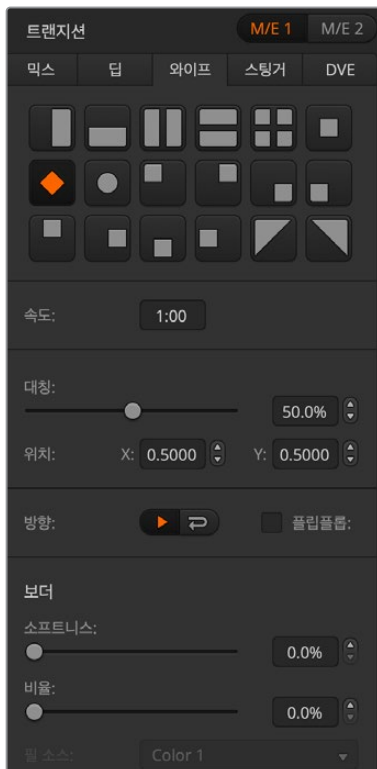 트랜지션 M/E 1 M/E 2
믹스 딥 와이프 스팅거 DVE
속도: 1:00
대칭:
50.0%
위치: X: 0.5000 Y: 0.5000
방향: 플립플롭:
보더
소프트니스:
0.0%
비율:
0.0%
필 소스: Color 1